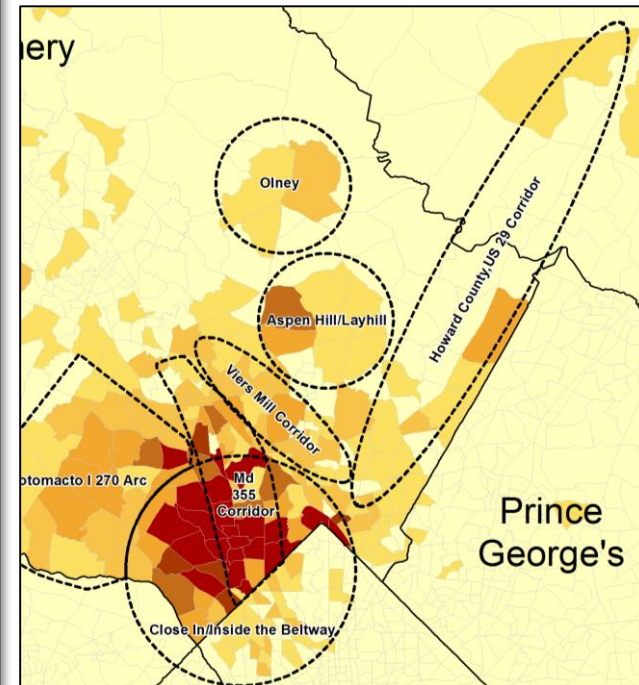 nery
Olney
Aspen Hill/Layhill
Howard County,US 29 Corridor
Viers Mill Corridor
otomacto I 270 Arc
Md
355
Corridor
Prince
George's
Close In/Inside the Beltway